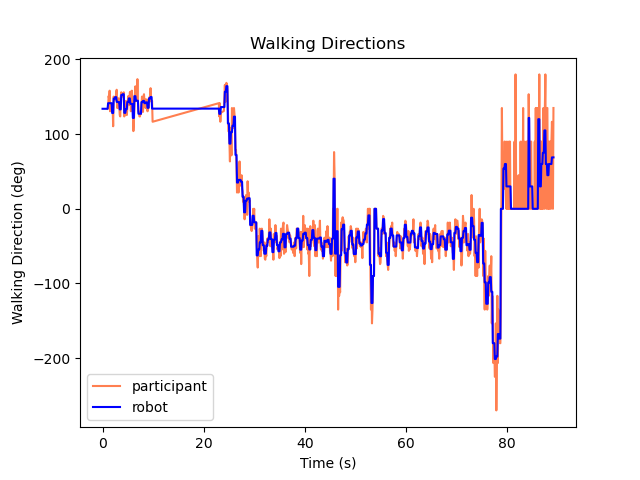 Walking Directions
Walking Direction (deg)
200
100
0
−100
−200
participant
robot
0
20
40
60
80
Time (s)